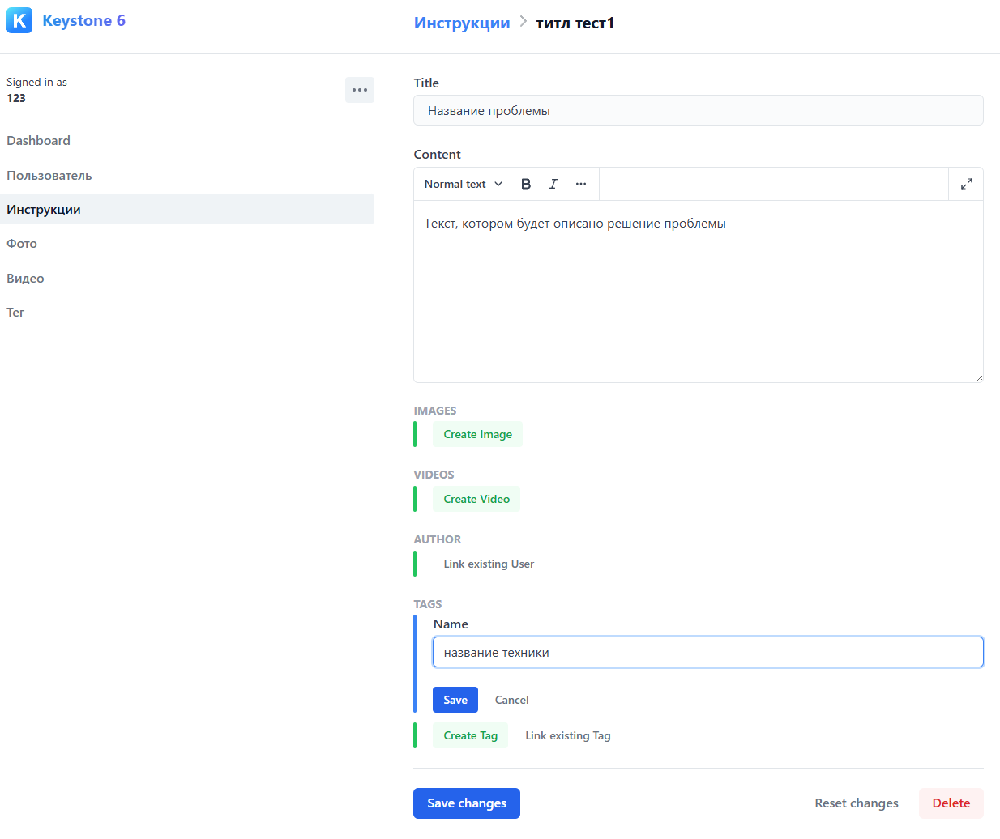 K Keystone 6
Инструкции > титл тест1
Signed in as
123
Dashboard
Пользователь
Инструкции
Фото
Видео
Тег
Title
Название проблемы
Content
Normal text B I
Текст, котором будет описано решение проблемы
IMAGES
Create Image
VIDEOS
Create Video
AUTHOR
Link existing User
TAGS
Name
название техники
Save Cancel
Create Tag Link existing Tag
Save changes Reset changes Delete